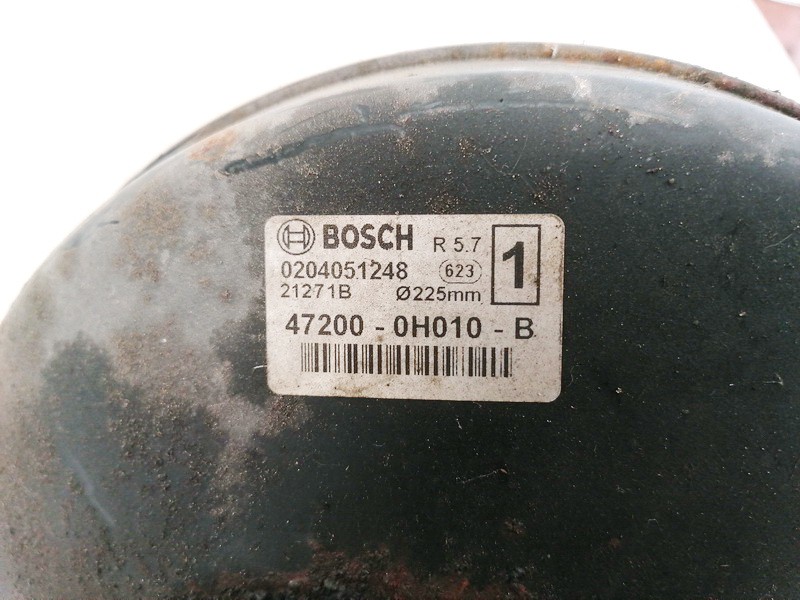 BOSCH R 5.7 1
0204051248 623
21271B Ø225mm
47200 - 0H010 - B